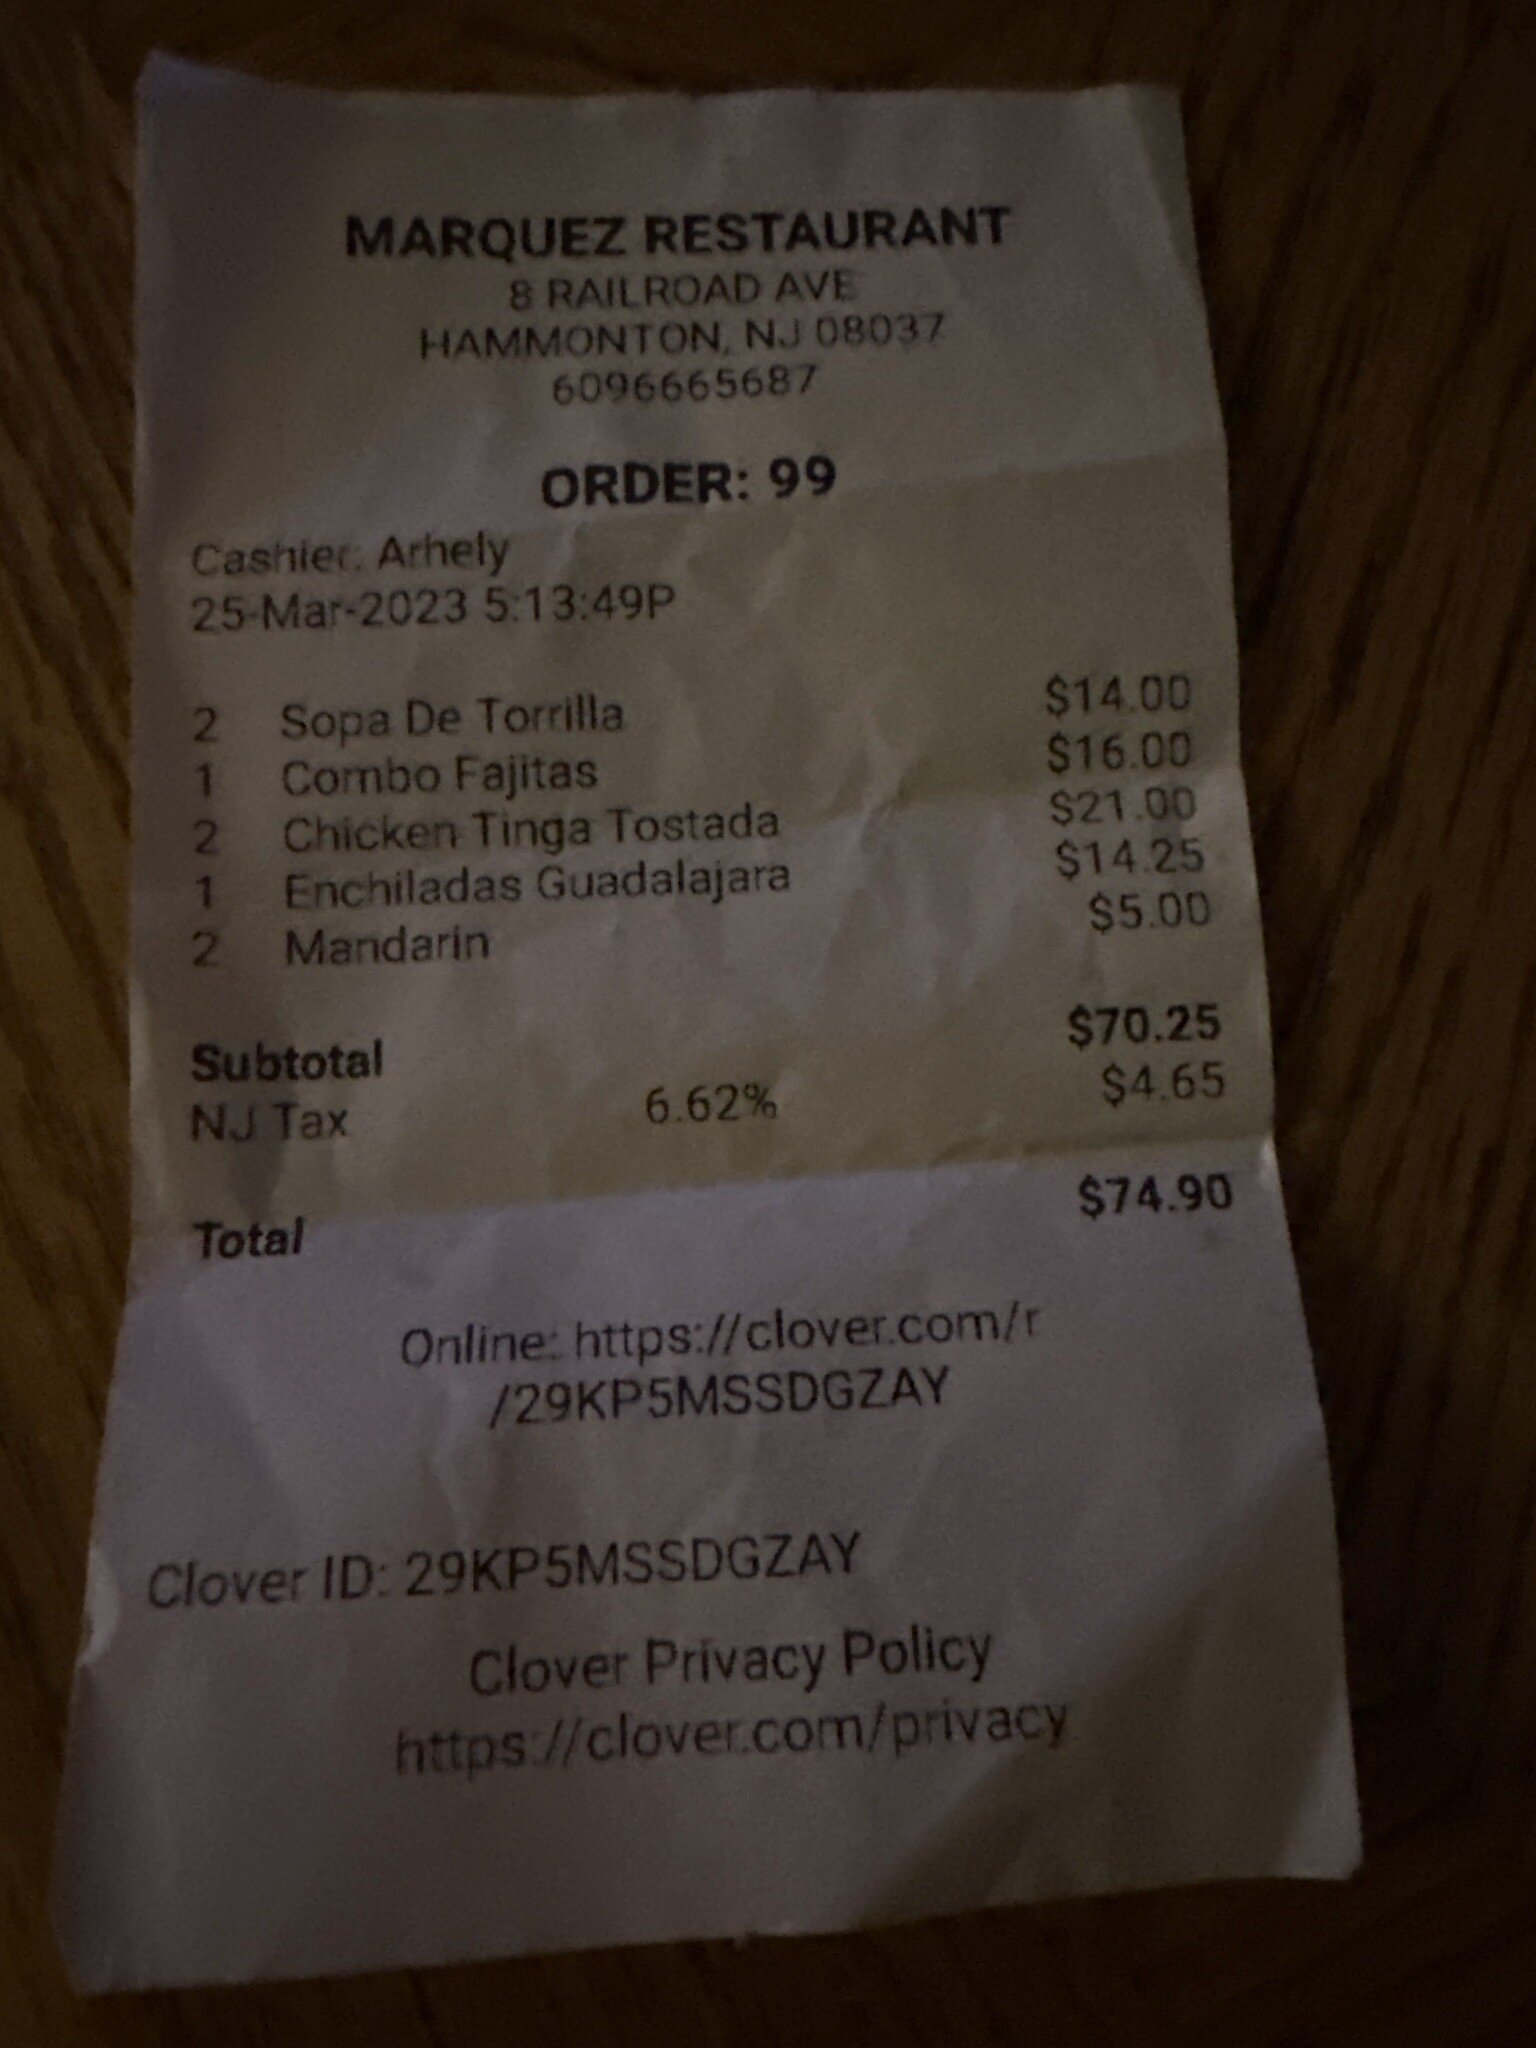 MARQUEZ RESTAURANT
8 RAILROAD AVE
HAMMONTON, NJ 08037
6096665687
ORDER: 99
Cashier: Arhely
25-Mar-2023 5:13:49P
2 Sopa De Torrilla $14.00
1 Combo Fajitas $16.00
2 Chicken Tinga Tostada $21.00
1 Enchiladas Guadalajara $14.25
2 Mandarin $5.00
Subtotal $70.25
NJ Tax 6.62% $4.65
Total $74.90
Online: https://clover.com/r
/29KP5MSSDGZAY
Clover ID: 29KP5MSSDGZAY
Clover Privacy Policy
https://clover.com/privacy